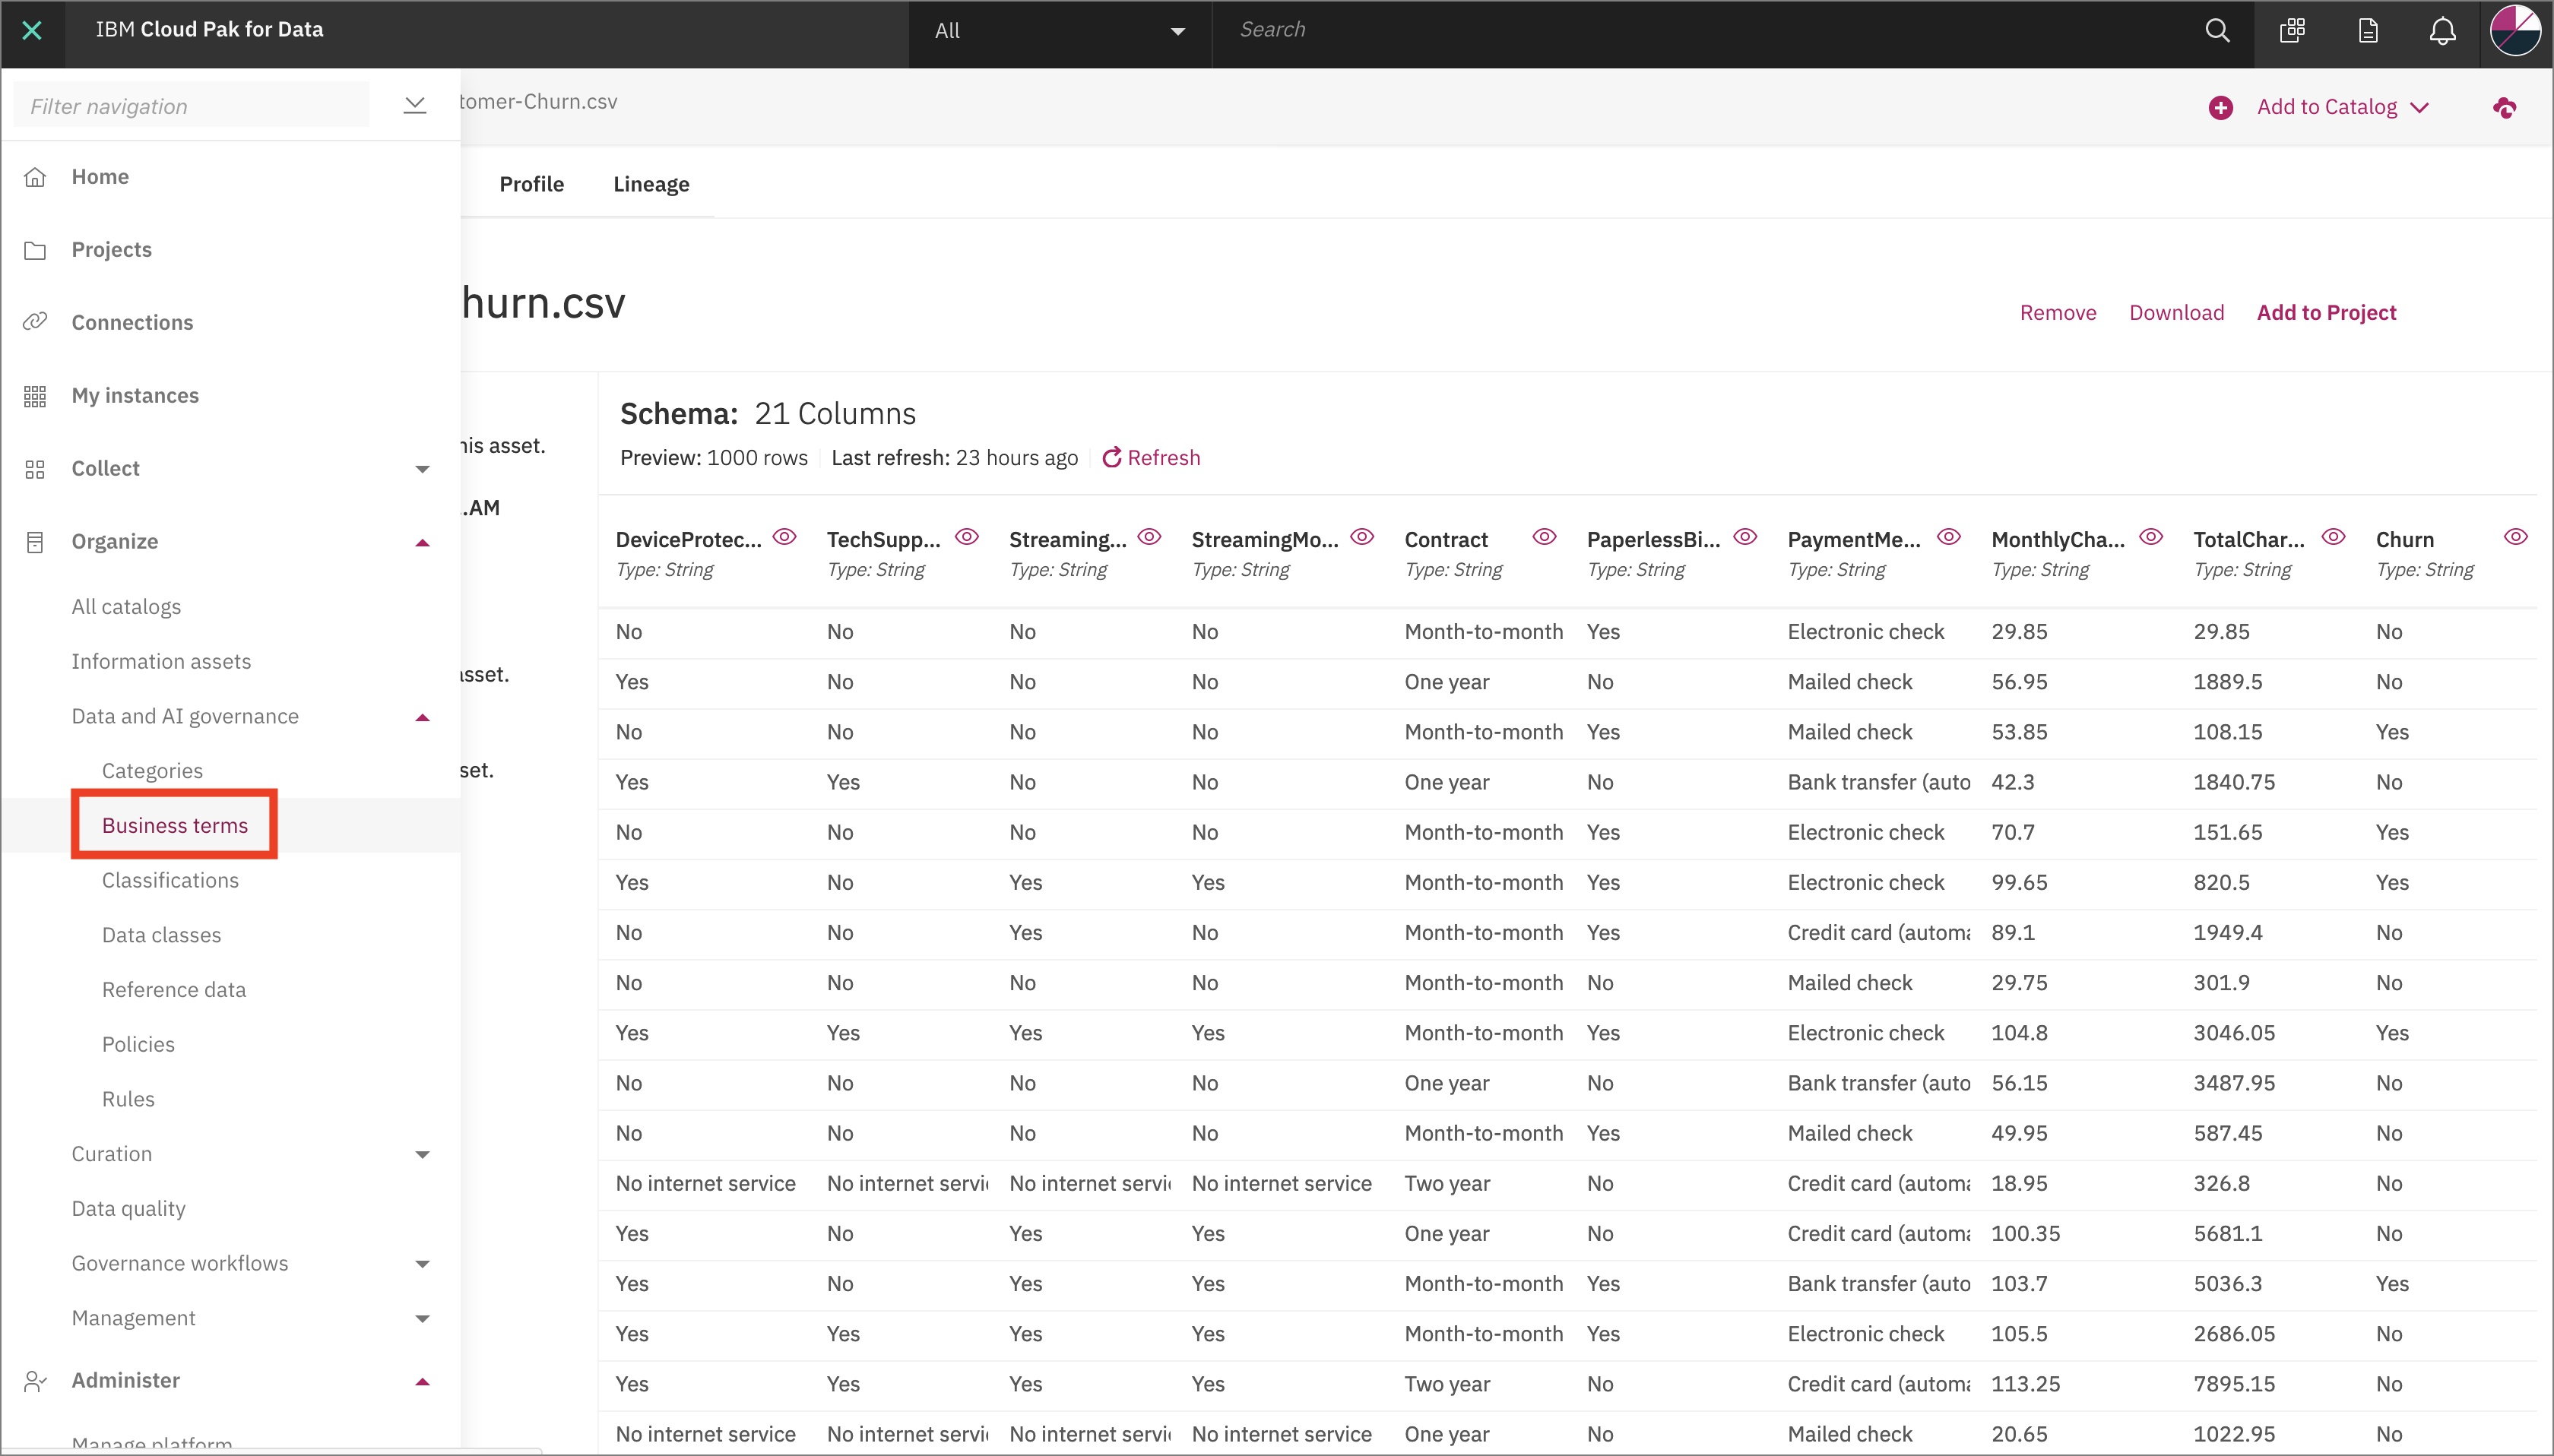 IBM Cloud Pak for Data
All
Search
Filter navigation
tomer-Churn.csv
Add to Catalog
Home
Projects
Connections
My instances
Collect
Organize
All catalogs
Information assets
Data and AI governance
Categories
Business terms
Classifications
Data classes
Reference data
Policies
Rules
Curation
Data quality
Governance workflows
Management
Administer
Manage platform
Profile Lineage
hurn.csv
Remove Download Add to Project
his asset.
.AM
asset.
set.
Schema: 21 Columns
Preview: 1000 rows Last refresh: 23 hours ago Refresh
DeviceProtec... TechSupp... Streaming... StreamingMo... Contract PaperlessBi... PaymentMe... MonthlyCha... TotalChar... Churn
Type: String Type: String Type: String Type: String Type: String Type: String Type: String Type: String Type: String Type: String
No No No No Month-to-month Yes Electronic check 29.85 29.85 No
Yes No No No One year No Mailed check 56.95 1889.5 No
No No No No Month-to-month Yes Mailed check 53.85 108.15 Yes
Yes Yes No No One year No Bank transfer (auto 42.3 1840.75 No
No No No No Month-to-month Yes Electronic check 70.7 151.65 Yes
Yes No Yes Yes Month-to-month Yes Electronic check 99.65 820.5 Yes
No No Yes No Month-to-month Yes Credit card (automa 89.1 1949.4 No
No No No No Month-to-month No Mailed check 29.75 301.9 No
Yes Yes Yes Yes Month-to-month Yes Electronic check 104.8 3046.05 Yes
No No No No One year No Bank transfer (auto 56.15 3487.95 No
No No No No Month-to-month Yes Mailed check 49.95 587.45 No
No internet service No internet servi No internet servi No internet service Two year No Credit card (automa 18.95 326.8 No
Yes No Yes Yes One year No Credit card (automa 100.35 5681.1 No
Yes No Yes Yes Month-to-month Yes Bank transfer (auto 103.7 5036.3 Yes
Yes Yes Yes Yes Month-to-month Yes Electronic check 105.5 2686.05 No
Yes Yes Yes Yes Two year No Credit card (automa 113.25 7895.15 No
No internet service No internet servi No internet servi No internet service One year No Mailed check 20.65 1022.95 No